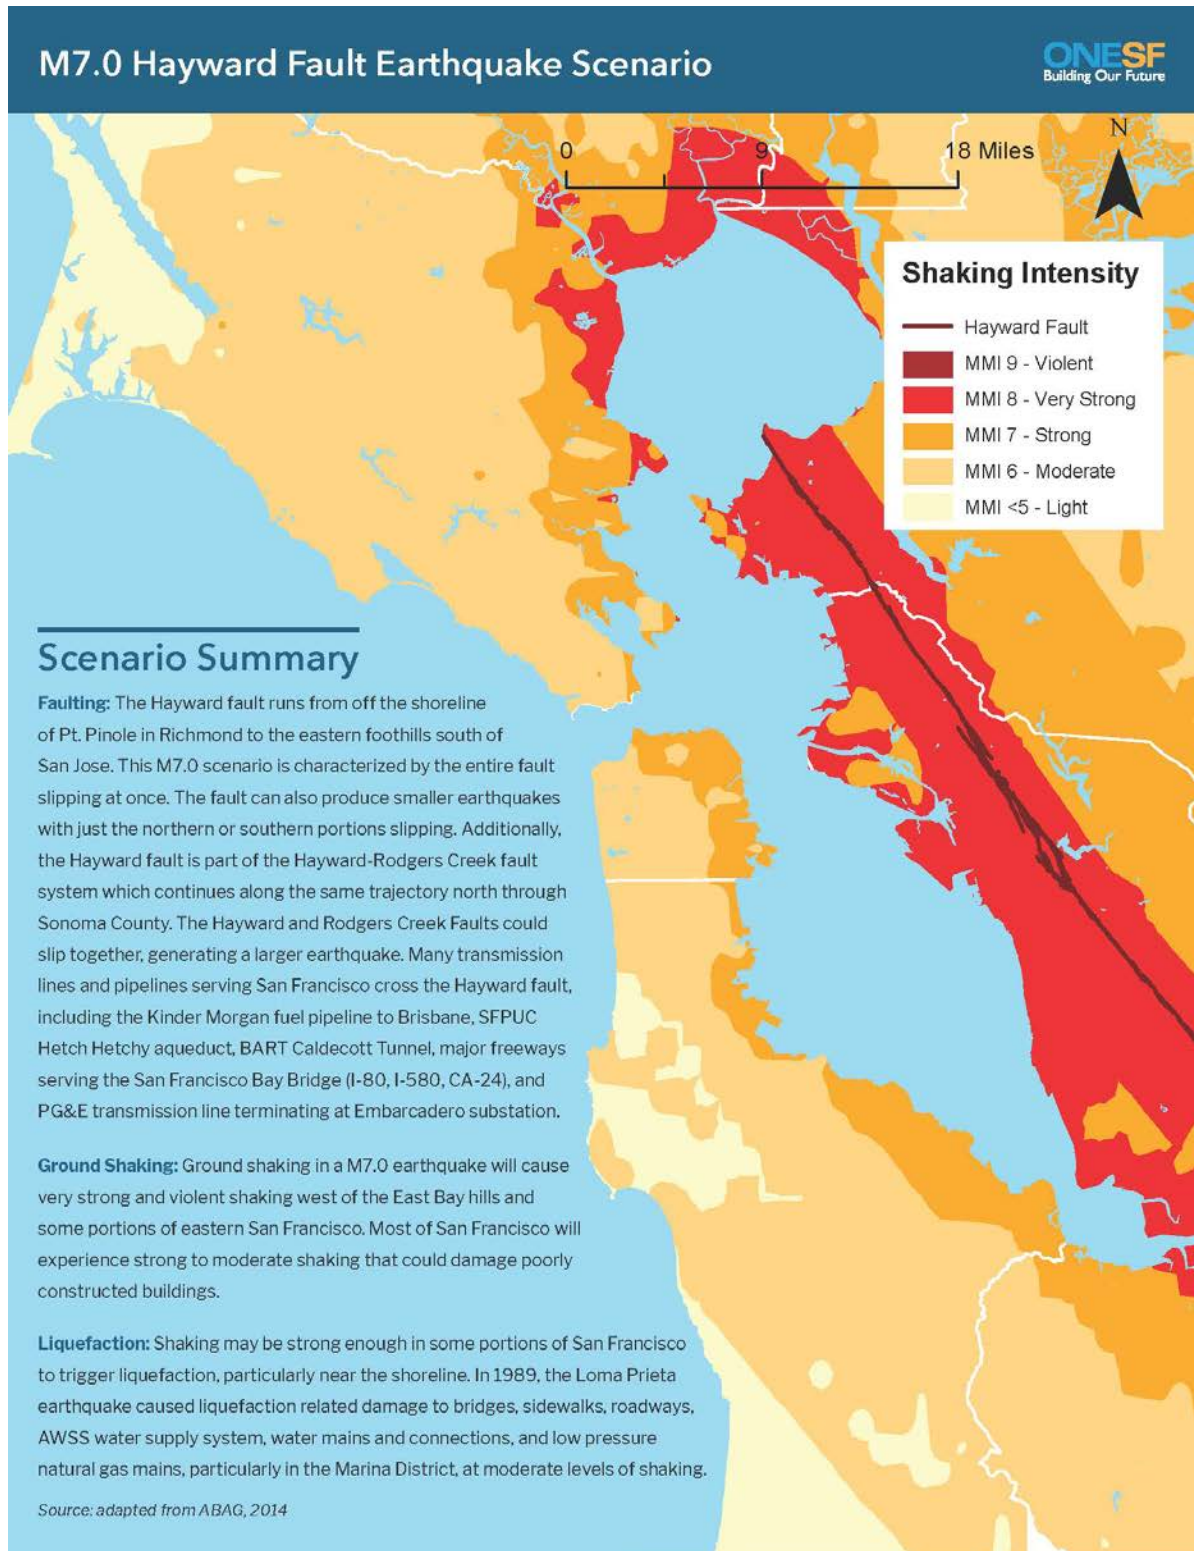 M7.0 Hayward Fault Earthquake Scenario
ONESF
Building Our Future
0
9
18 Miles
N
Shaking Intensity
Hayward Fault
MMI 9 - Violent
MMI 8 - Very Strong
MMI 7 - Strong
MMI 6 - Moderate
MMI <5 - Light
Scenario Summary
Faulting: The Hayward fault runs from off the shoreline
of Pt. Pinole in Richmond to the eastern foothills south of
San Jose. This M7.0 scenario is characterized by the entire fault
slipping at once. The fault can also produce smaller earthquakes
with just the northern or southern portions slipping. Additionally,
the Hayward fault is part of the Hayward-Rodgers Creek fault
system which continues along the same trajectory north through
Sonoma County. The Hayward and Rodgers Creek Faults could
slip together, generating a larger earthquake. Many transmission
lines and pipelines serving San Francisco cross the Hayward fault,
including the Kinder Morgan fuel pipeline to Brisbane, SFPUC
Hetch Hetchy aqueduct, BART Caldecott Tunnel, major freeways
serving the San Francisco Bay Bridge (I-80, I-580, CA-24), and
PG&E transmission line terminating at Embarcadero substation.
Ground Shaking: Ground shaking in a M7.0 earthquake will cause
very strong and violent shaking west of the East Bay hills and
some portions of eastern San Francisco. Most of San Francisco will
experience strong to moderate shaking that could damage poorly
constructed buildings.
Liquefaction: Shaking may be strong enough in some portions of San Francisco
to trigger liquefaction, particularly near the shoreline. In 1989, the Loma Prieta
earthquake caused liquefaction related damage to bridges, sidewalks, roadways,
AWSS water supply system, water mains and connections, and low pressure
natural gas mains, particularly in the Marina District, at moderate levels of shaking.
Source: adapted from ABAG, 2014